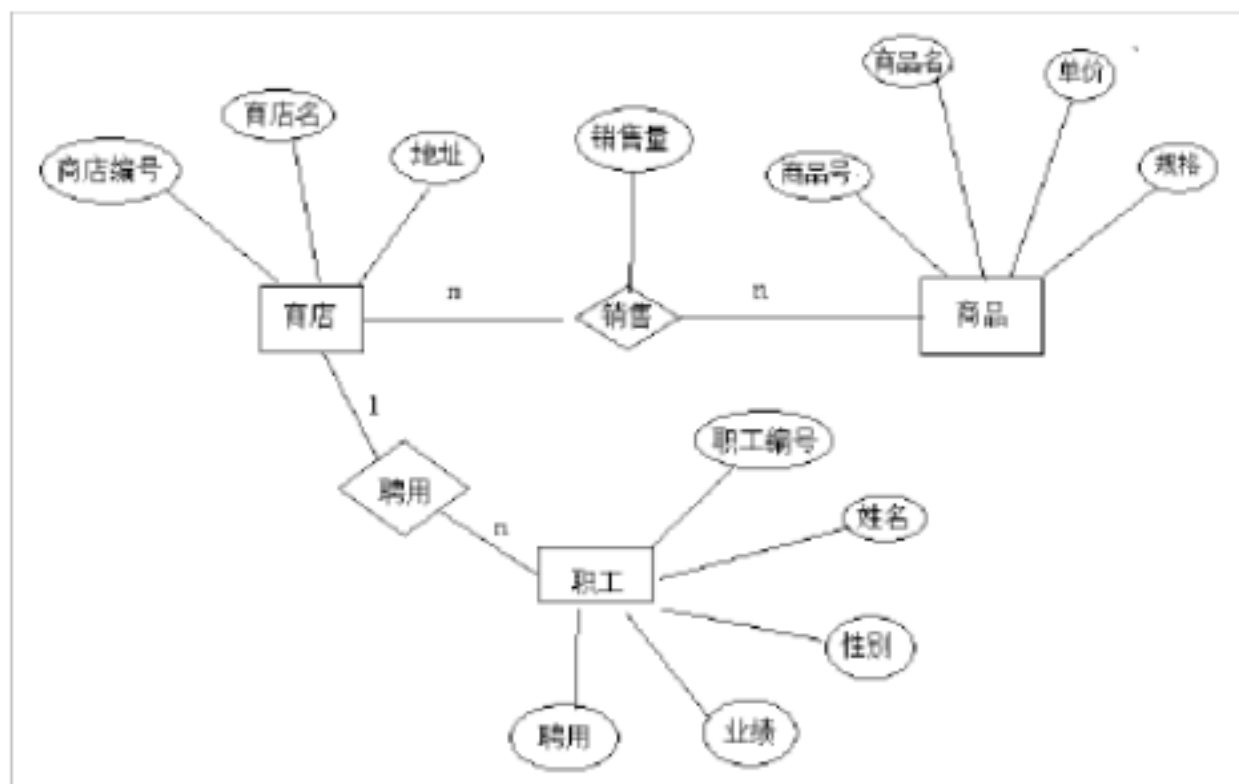 商品名
单价
商店名
销售量
地址
商店编号
商品号
规格
商店
m
销售
n
商品
1
聘用
n
职工编号
姓名
职工
性别
聘用
业绩